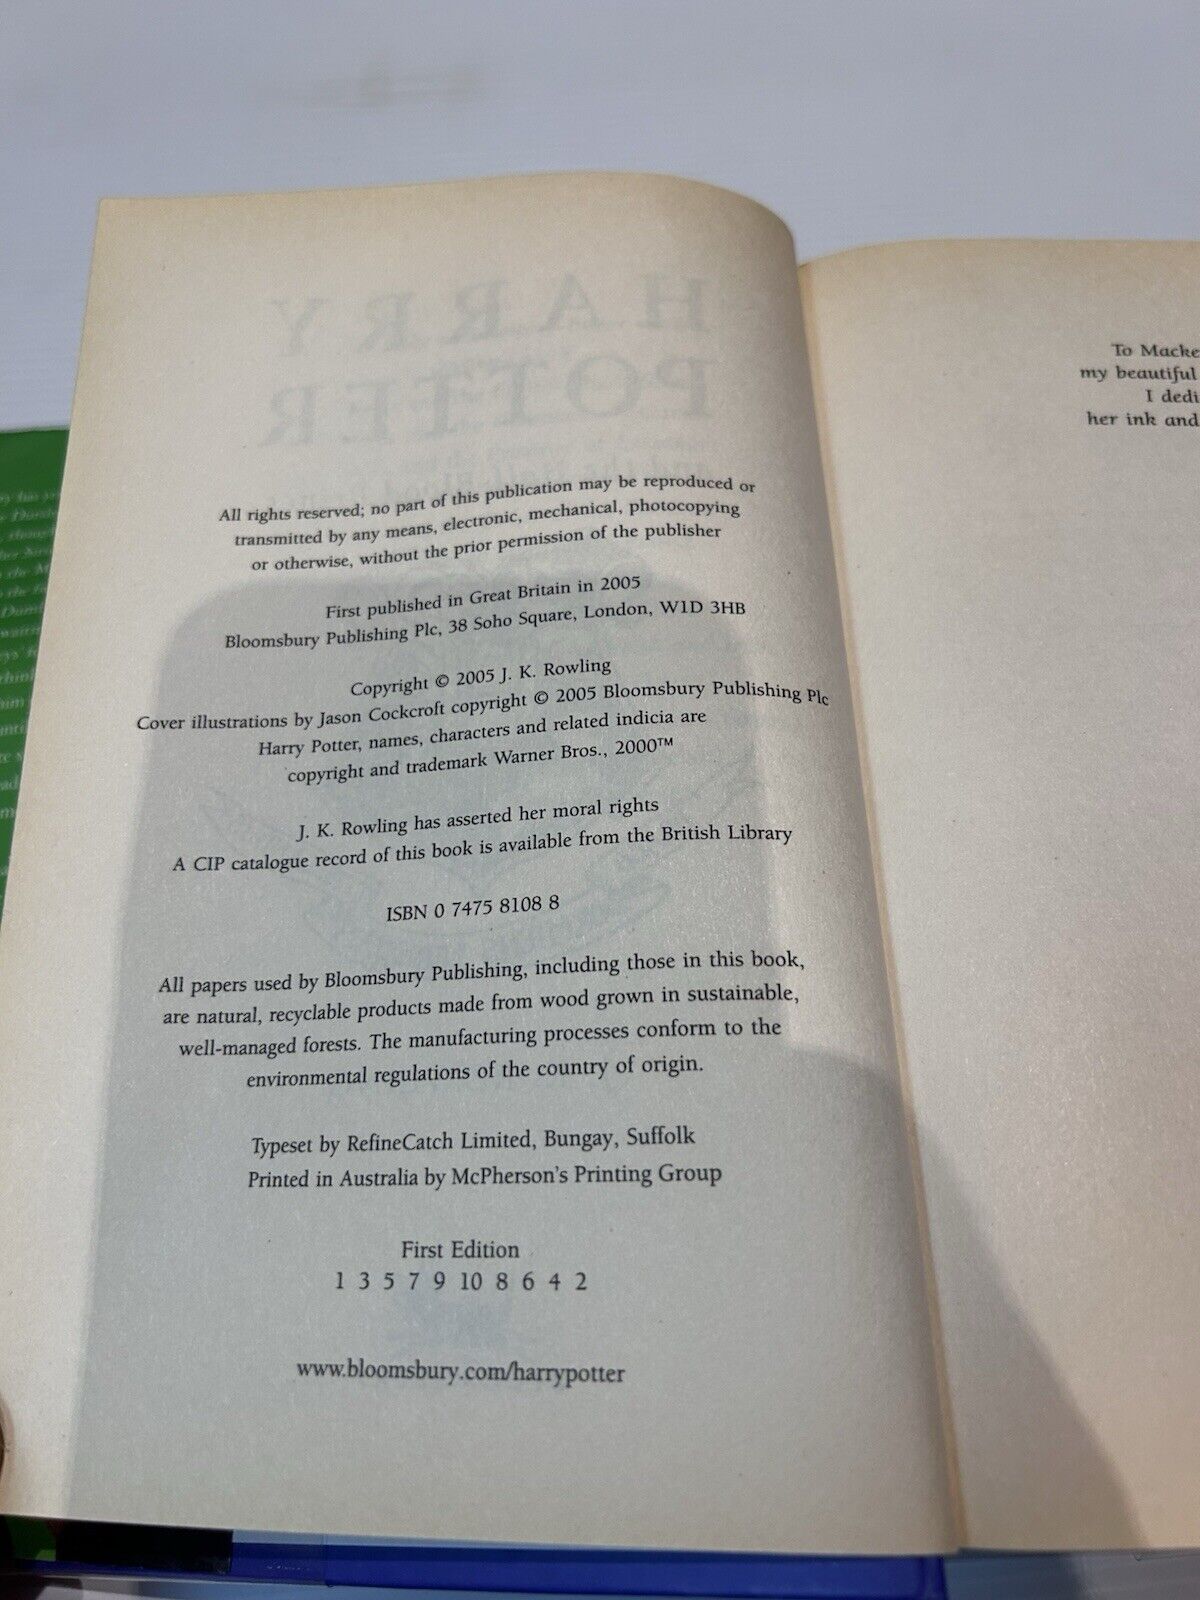 HARRY
POTTER
All rights reserved; no part of this publication may be reproduced or
transmitted by any means, electronic, mechanical, photocopying
or otherwise, without the prior permission of the publisher
First published in Great Britain in 2005
Bloomsbury Publishing Plc, 38 Soho Square, London, W1D 3HB
Copyright © 2005 J. K. Rowling
Cover illustrations by Jason Cockcroft copyright © 2005 Bloomsbury Publishing Plc
Harry Potter, names, characters and related indicia are
copyright and trademark Warner Bros., 2000™
J. K. Rowling has asserted her moral rights
A CIP catalogue record of this book is available from the British Library
ISBN 0 7475 8108 8
All papers used by Bloomsbury Publishing, including those in this book,
are natural, recyclable products made from wood grown in sustainable,
well-managed forests. The manufacturing processes conform to the
environmental regulations of the country of origin.
Typeset by RefineCatch Limited, Bungay, Suffolk
Printed in Australia by McPherson's Printing Group
First Edition
1 3 5 7 9 10 8 6 4 2
www.bloomsbury.com/harrypotter
To Macke
my beautiful
I dedi
her ink and